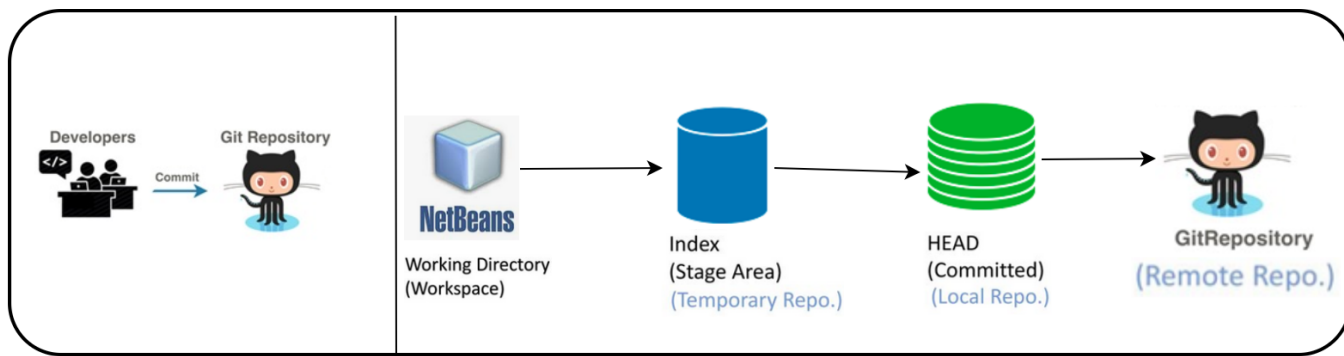 Developers
</>
Commit
Git Repository
NetBeans
Working Directory
(Workspace)
Index
(Stage Area)
(Temporary Repo.)
HEAD
(Committed)
(Local Repo.)
GitRepository
(Remote Repo.)